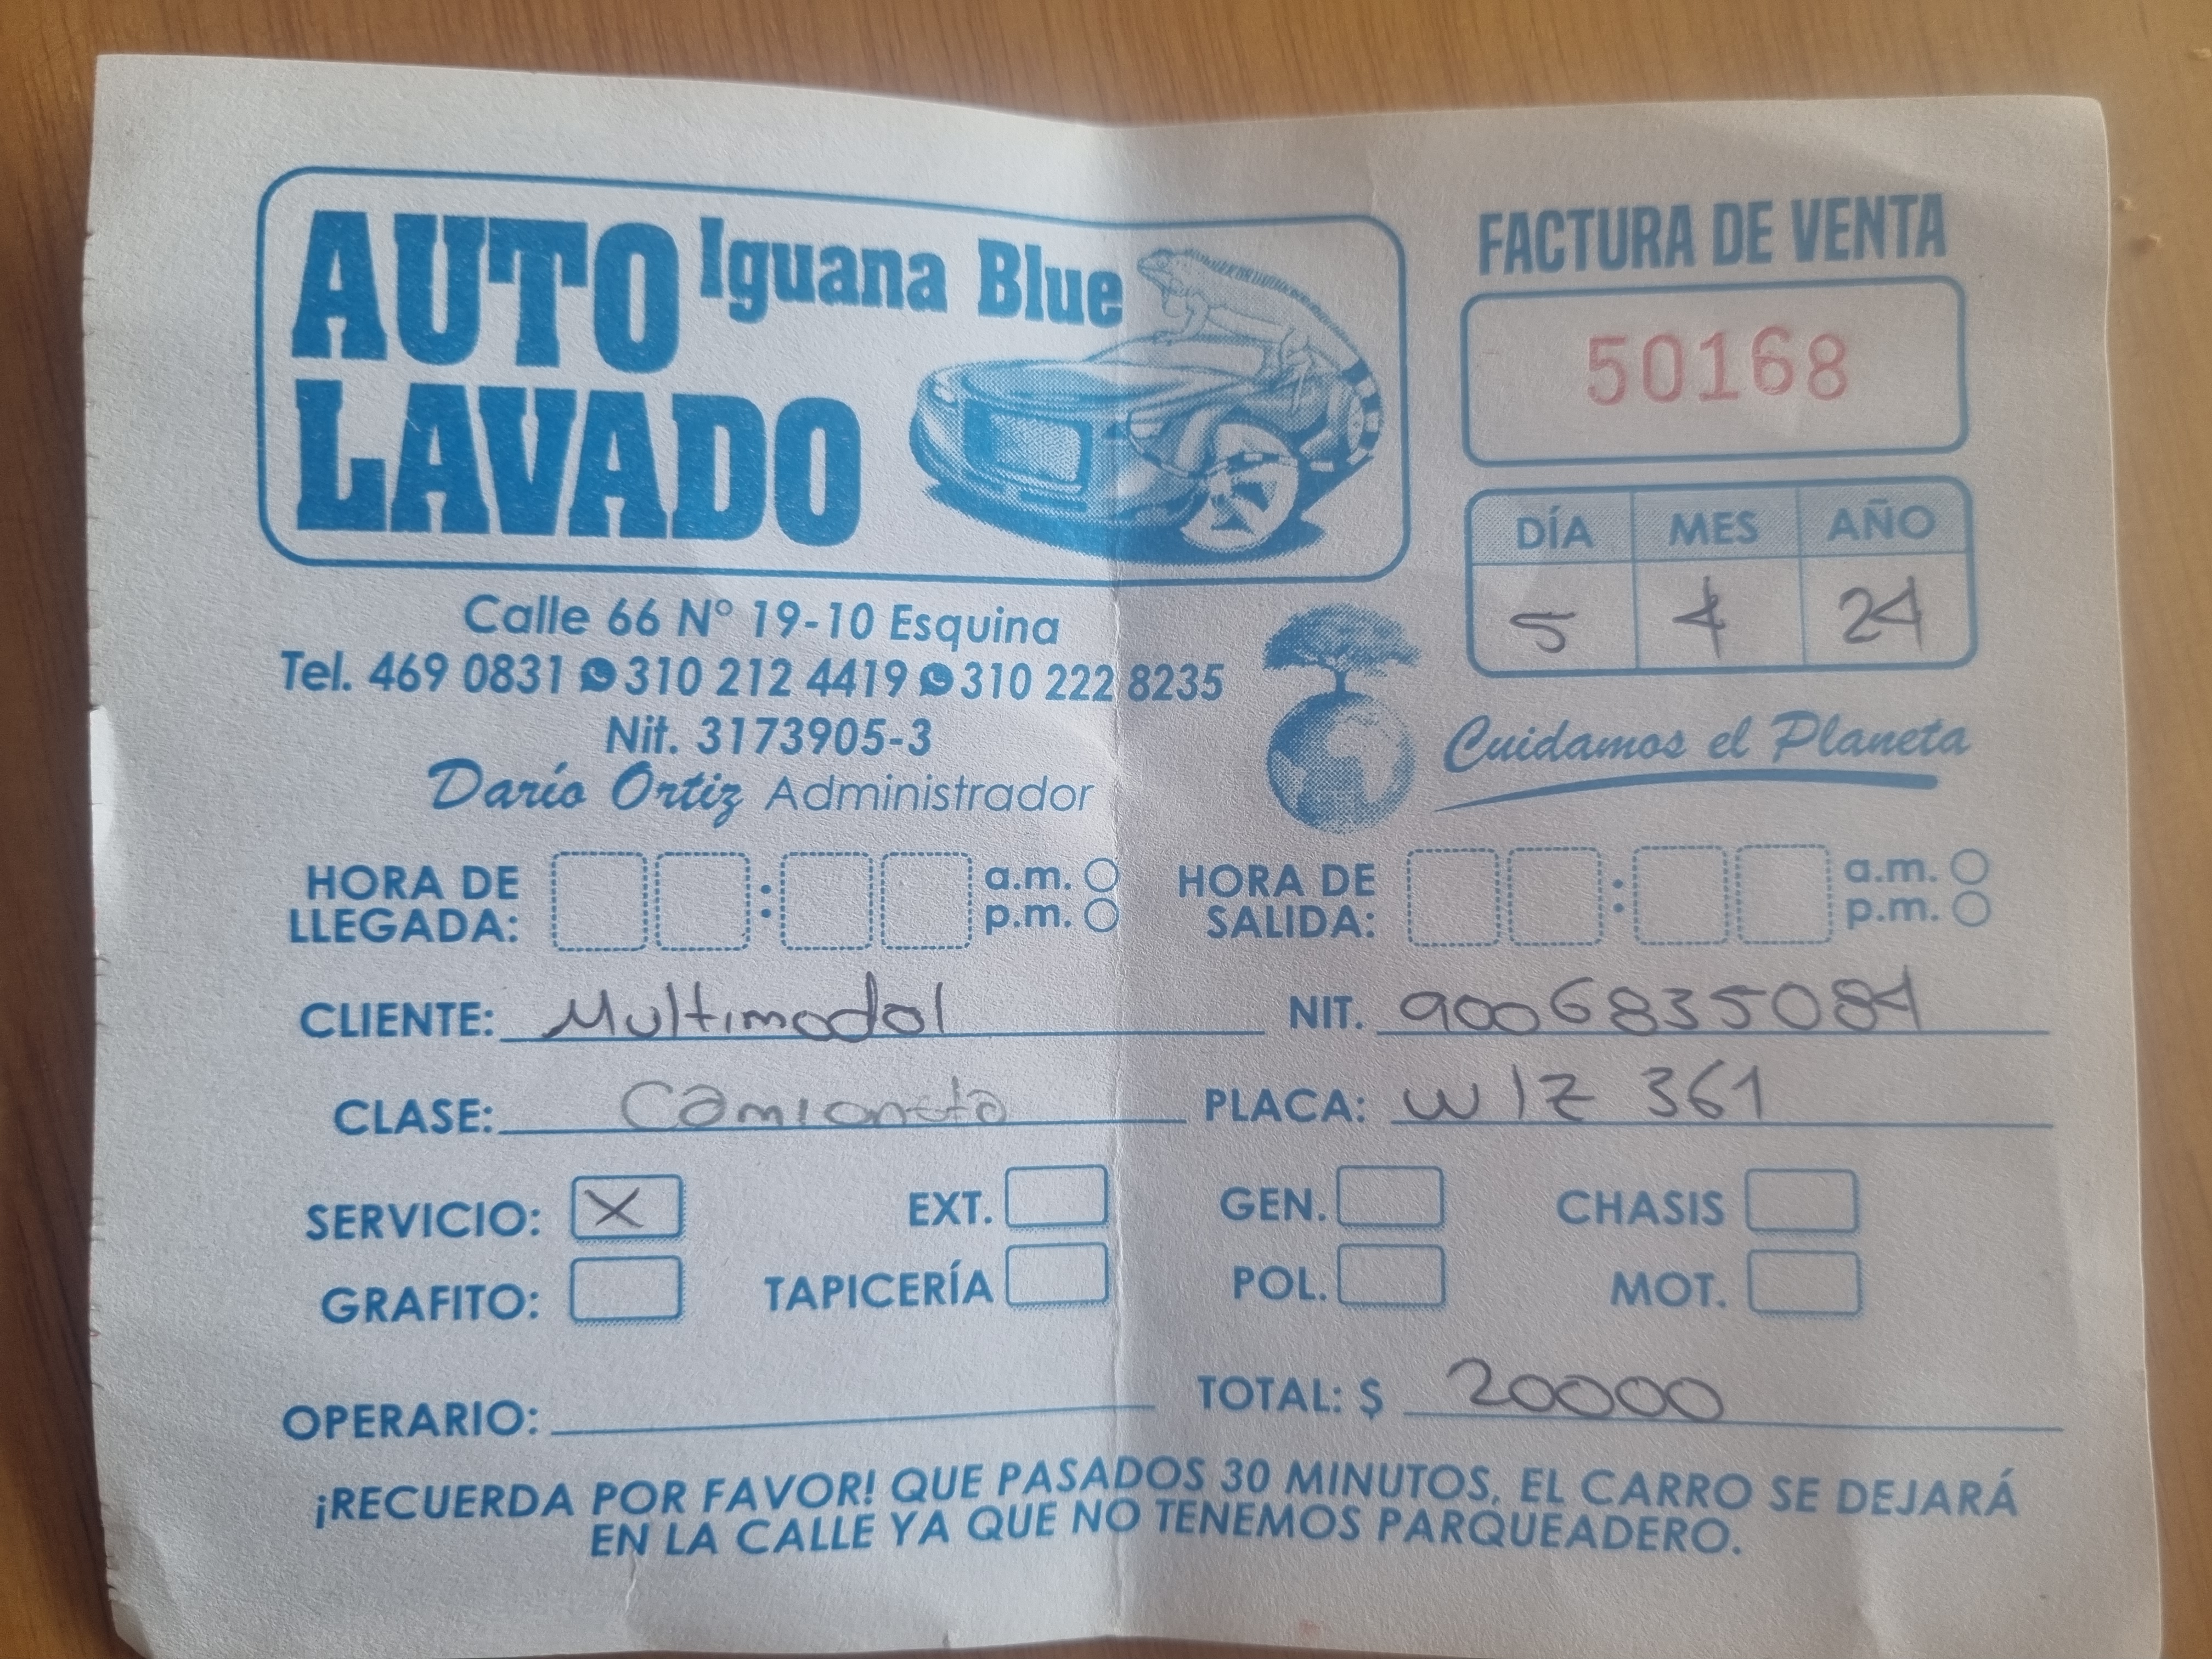 AUTO LAVADO Iguana Blue
FACTURA DE VENTA
50168
DÍA MES AÑO
5 4 24
Calle 66 Nº 19-10 Esquina
Tel. 469 0831 310 212 4419 310 222 8235
Nit. 3173905-3
Darío Ortiz Administrador
Cuidamos el Planeta
HORA DE LLEGADA: : a.m. p.m. HORA DE SALIDA: : a.m. p.m.
CLIENTE: Multimodal NIT. 9006835084
CLASE: Camioneta PLACA: WIZ 361
SERVICIO: X EXT. GEN. CHASIS
GRAFITO: TAPICERÍA POL. MOT.
OPERARIO: TOTAL: $ 20000
¡RECUERDA POR FAVOR! QUE PASADOS 30 MINUTOS, EL CARRO SE DEJARÁ
EN LA CALLE YA QUE NO TENEMOS PARQUEADERO.